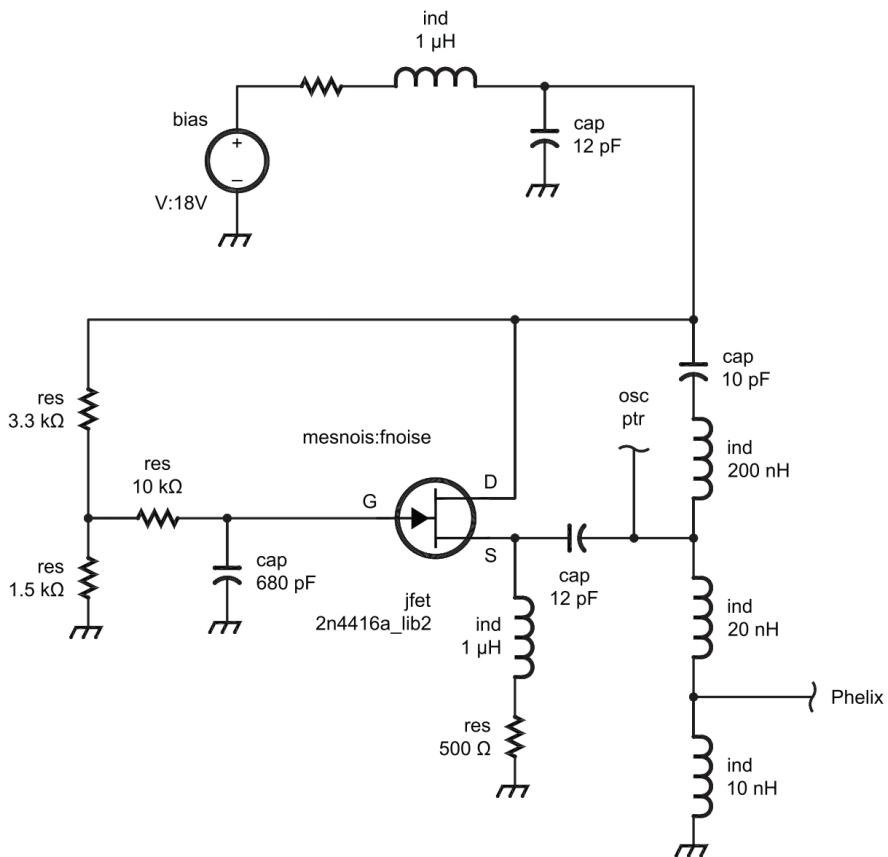 ind
1 µH
bias
+
–
V:18V
cap
12 pF
cap
10 pF
osc
ptr
res
3.3 kΩ
mesnois:fnoise
ind
200 nH
res
10 kΩ
G
D
S
res
1.5 kΩ
cap
680 pF
cap
12 pF
jfet
2n4416a_lib2
ind
1 µH
ind
20 nH
Phelix
res
500 Ω
ind
10 nH